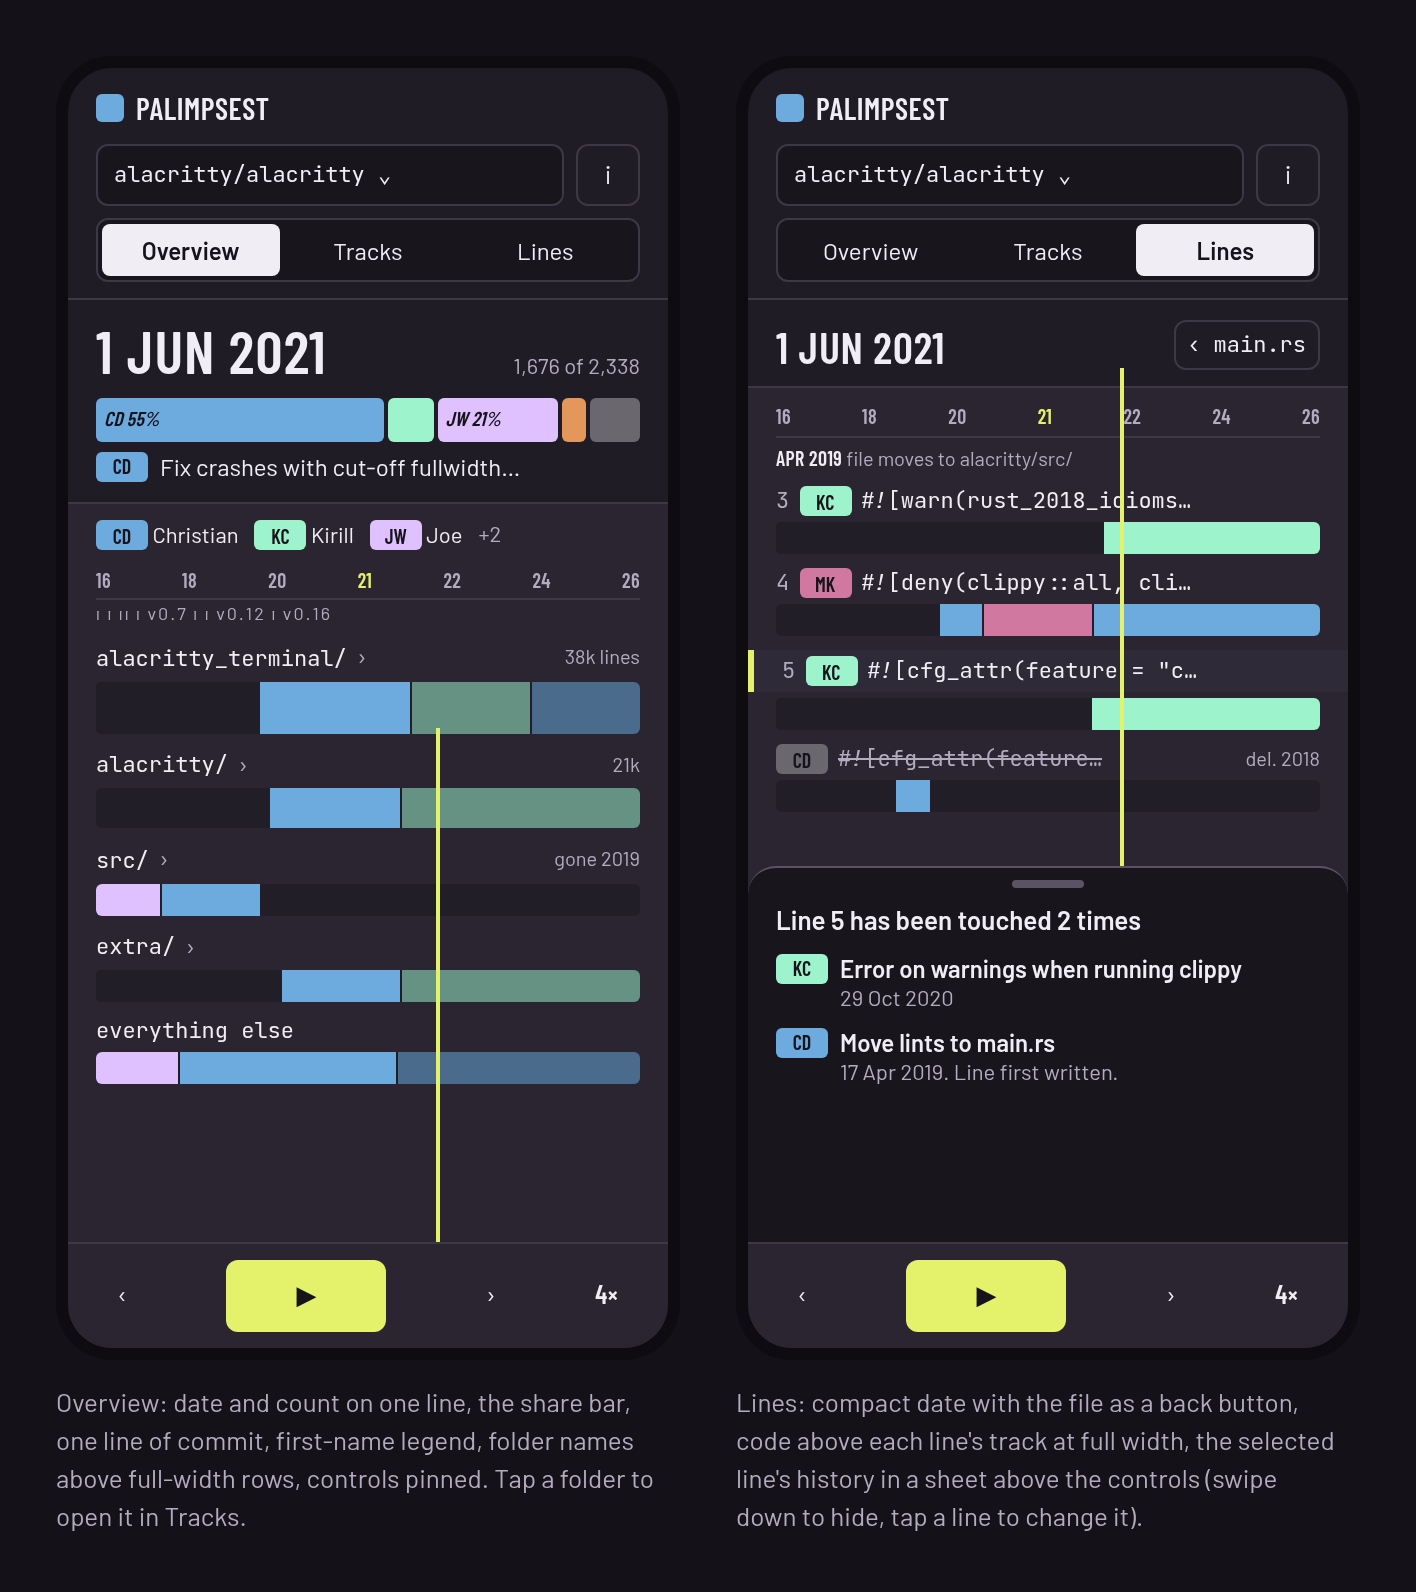 PALIMPSEST
alacritty/alacritty ⌄
i
Overview Tracks Lines
1 JUN 2021
1,676 of 2,338
CD 55% JW 21%
CD Fix crashes with cut-off fullwidth…
CD Christian KC Kirill JW Joe +2
16 18 20 21 22 24 26
v0.7 v0.12 v0.16
alacritty_terminal/ › 38k lines
alacritty/ › 21k
src/ › gone 2019
extra/ ›
everything else
‹ ▶ › 4×
Overview: date and count on one line, the share bar,
one line of commit, first-name legend, folder names
above full-width rows, controls pinned. Tap a folder to
open it in Tracks.
PALIMPSEST
alacritty/alacritty ⌄
i
Overview Tracks Lines
1 JUN 2021
‹ main.rs
16 18 20 21 22 24 26
APR 2019 file moves to alacritty/src/
3 KC #![warn(rust_2018_idioms…
4 MK #![deny(clippy::all, cli…
5 KC #![cfg_attr(feature = "c…
CD #![cfg_attr(feature… del. 2018
Line 5 has been touched 2 times
KC Error on warnings when running clippy
29 Oct 2020
CD Move lints to main.rs
17 Apr 2019. Line first written.
‹ ▶ › 4×
Lines: compact date with the file as a back button,
code above each line's track at full width, the selected
line's history in a sheet above the controls (swipe
down to hide, tap a line to change it).